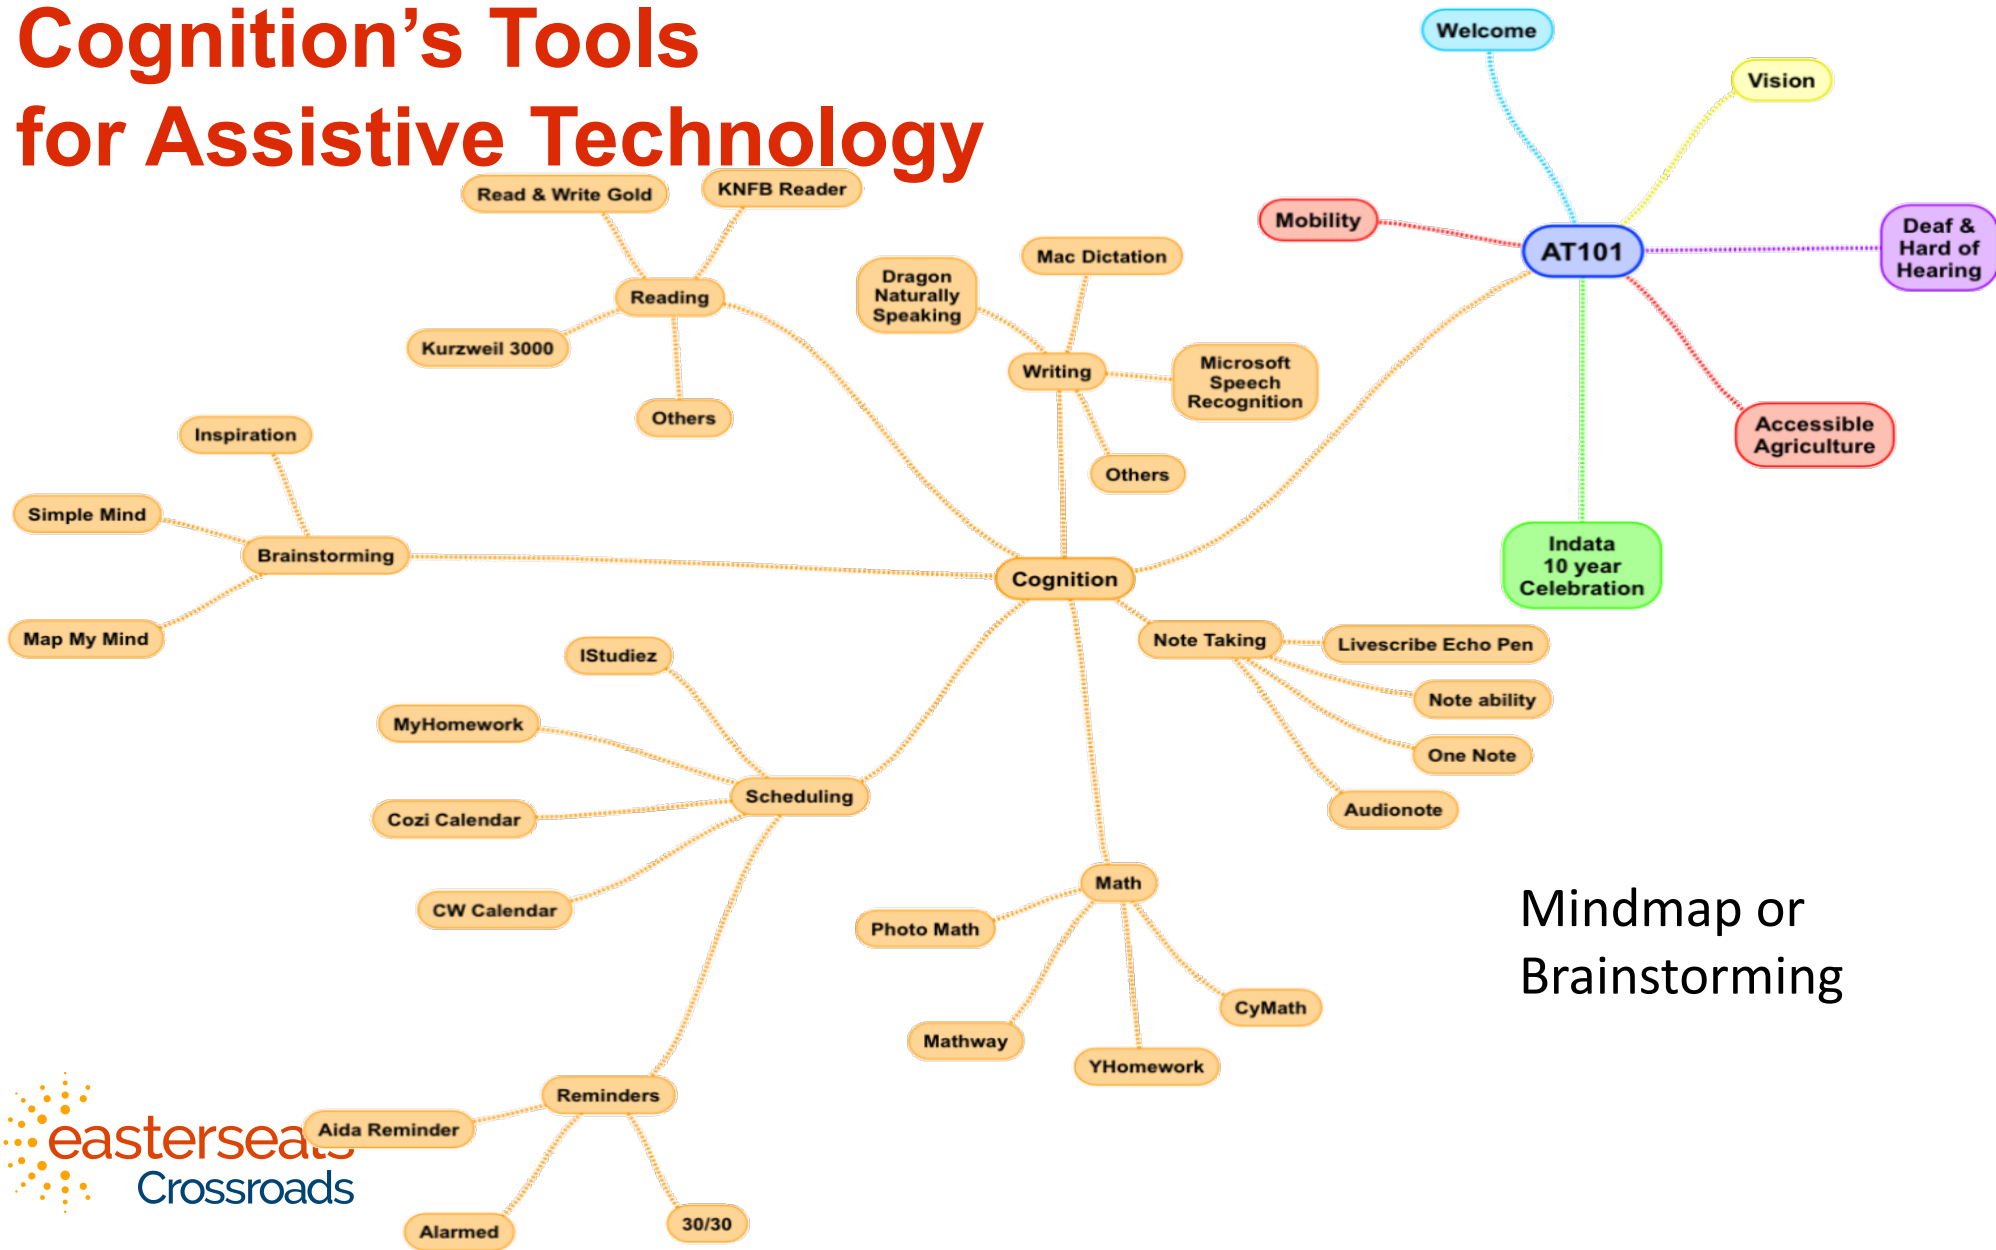 Cognition's Tools
for Assistive Technology
Welcome
Vision
Mobility
AT101
Deaf &
Hard of
Hearing
Accessible
Agriculture
Indata
10 year
Celebration
Read & Write Gold
KNFB Reader
Reading
Kurzweil 3000
Others
Mac Dictation
Dragon
Naturally
Speaking
Writing
Microsoft
Speech
Recognition
Others
Inspiration
Simple Mind
Brainstorming
Map My Mind
Cognition
Note Taking
Livescribe Echo Pen
Note ability
One Note
Audionote
IStudiez
MyHomework
Scheduling
Cozi Calendar
CW Calendar
Math
Photo Math
Mathway
YHomework
CyMath
Reminders
Aida Reminder
Alarmed
30/30
Mindmap or
Brainstorming
easterseals
Crossroads